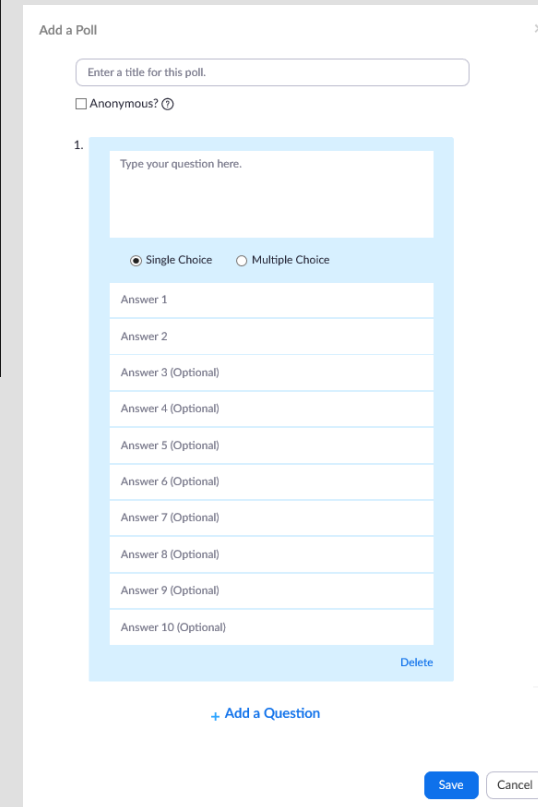 Add a Poll
Enter a title for this poll.
Anonymous?
1.
Type your question here.
Single Choice Multiple Choice
Answer 1
Answer 2
Answer 3 (Optional)
Answer 4 (Optional)
Answer 5 (Optional)
Answer 6 (Optional)
Answer 7 (Optional)
Answer 8 (Optional)
Answer 9 (Optional)
Answer 10 (Optional)
Delete
+ Add a Question
Save Cancel